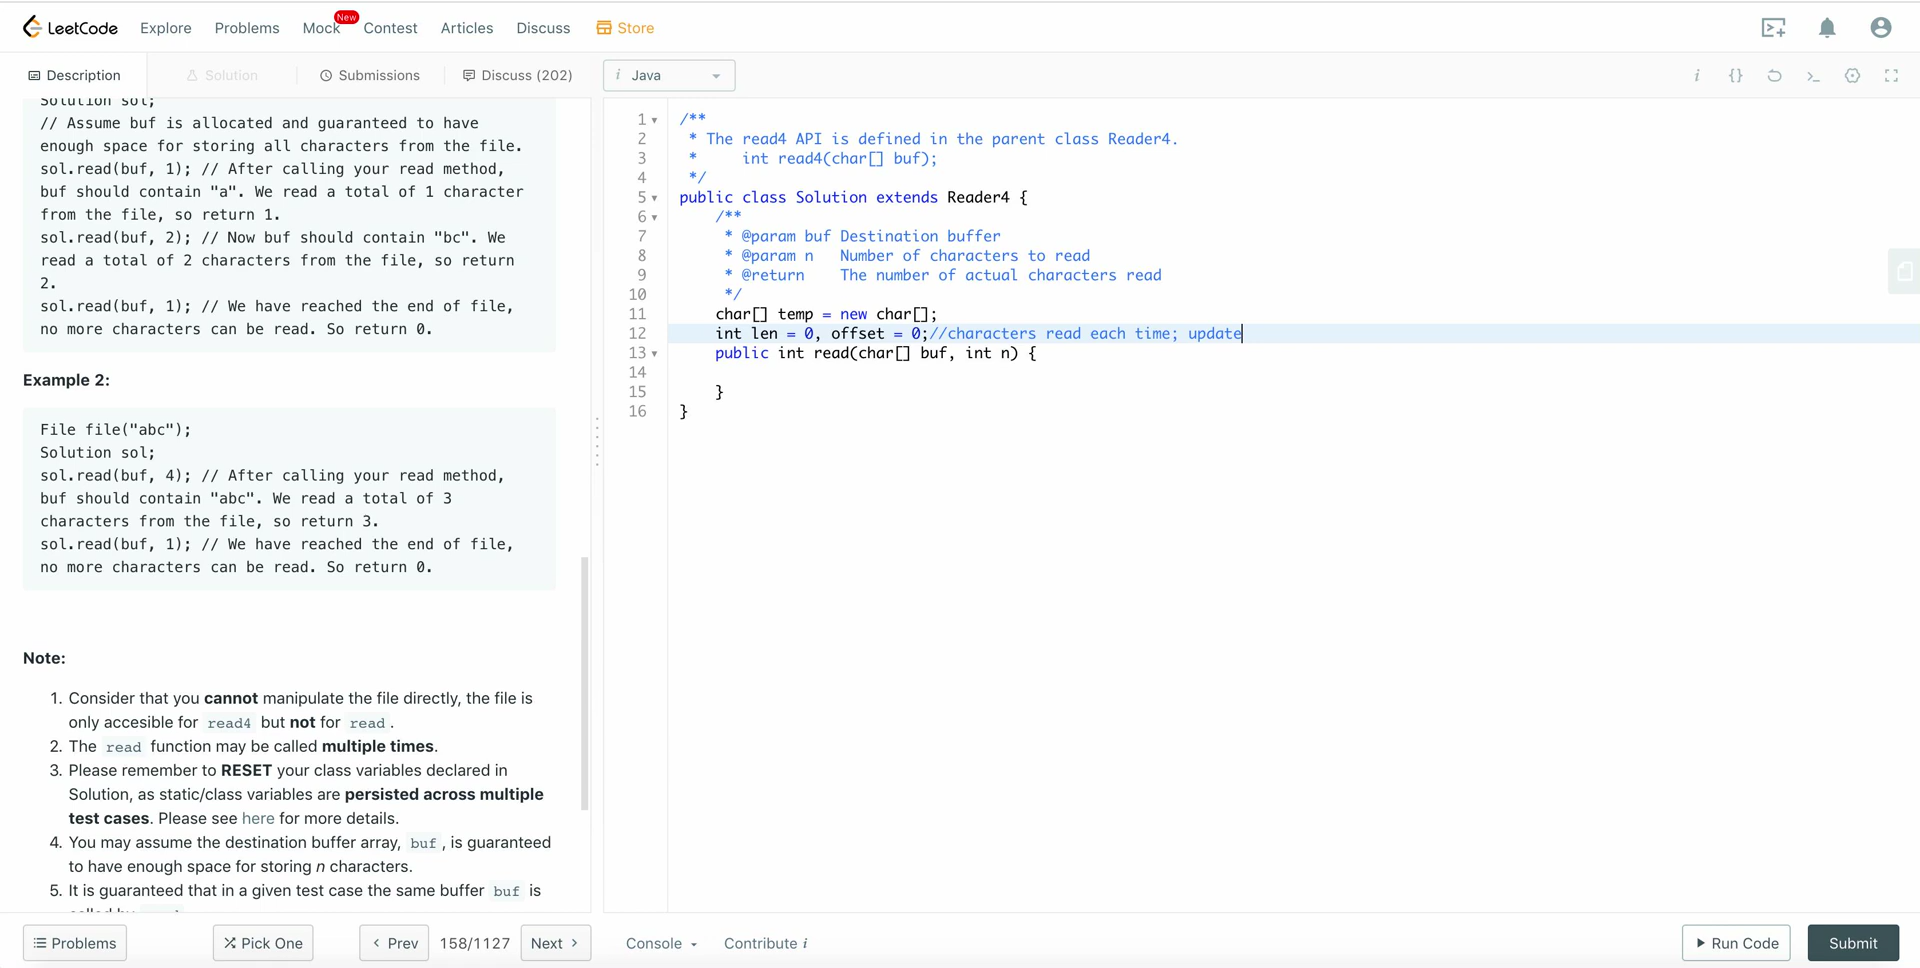 LeetCode Explore Problems Mock New Contest Articles Discuss Store
Description Solution Submissions Discuss (202)
i Java
Solution sol;
// Assume buf is allocated and guaranteed to have
enough space for storing all characters from the file.
sol.read(buf, 1); // After calling your read method,
buf should contain "a". We read a total of 1 character
from the file, so return 1.
sol.read(buf, 2); // Now buf should contain "bc". We
read a total of 2 characters from the file, so return
2.
sol.read(buf, 1); // We have reached the end of file,
no more characters can be read. So return 0.
Example 2:
File file("abc");
Solution sol;
sol.read(buf, 4); // After calling your read method,
buf should contain "abc". We read a total of 3
characters from the file, so return 3.
sol.read(buf, 1); // We have reached the end of file,
no more characters can be read. So return 0.
Note:
1. Consider that you cannot manipulate the file directly, the file is
only accesible for read4 but not for read.
2. The read function may be called multiple times.
3. Please remember to RESET your class variables declared in
Solution, as static/class variables are persisted across multiple
test cases. Please see here for more details.
4. You may assume the destination buffer array, buf, is guaranteed
to have enough space for storing n characters.
5. It is guaranteed that in a given test case the same buffer buf is
1 /**
2 * The read4 API is defined in the parent class Reader4.
3 * int read4(char[] buf);
4 */
5 public class Solution extends Reader4 {
6 /**
7 * @param buf Destination buffer
8 * @param n Number of characters to read
9 * @return The number of actual characters read
10 */
11 char[] temp = new char[];
12 int len = 0, offset = 0;//characters read each time; update
13 public int read(char[] buf, int n) {
14
15 }
16 }
Problems Pick One < Prev 158/1127 Next >
Console Contribute i
Run Code Submit